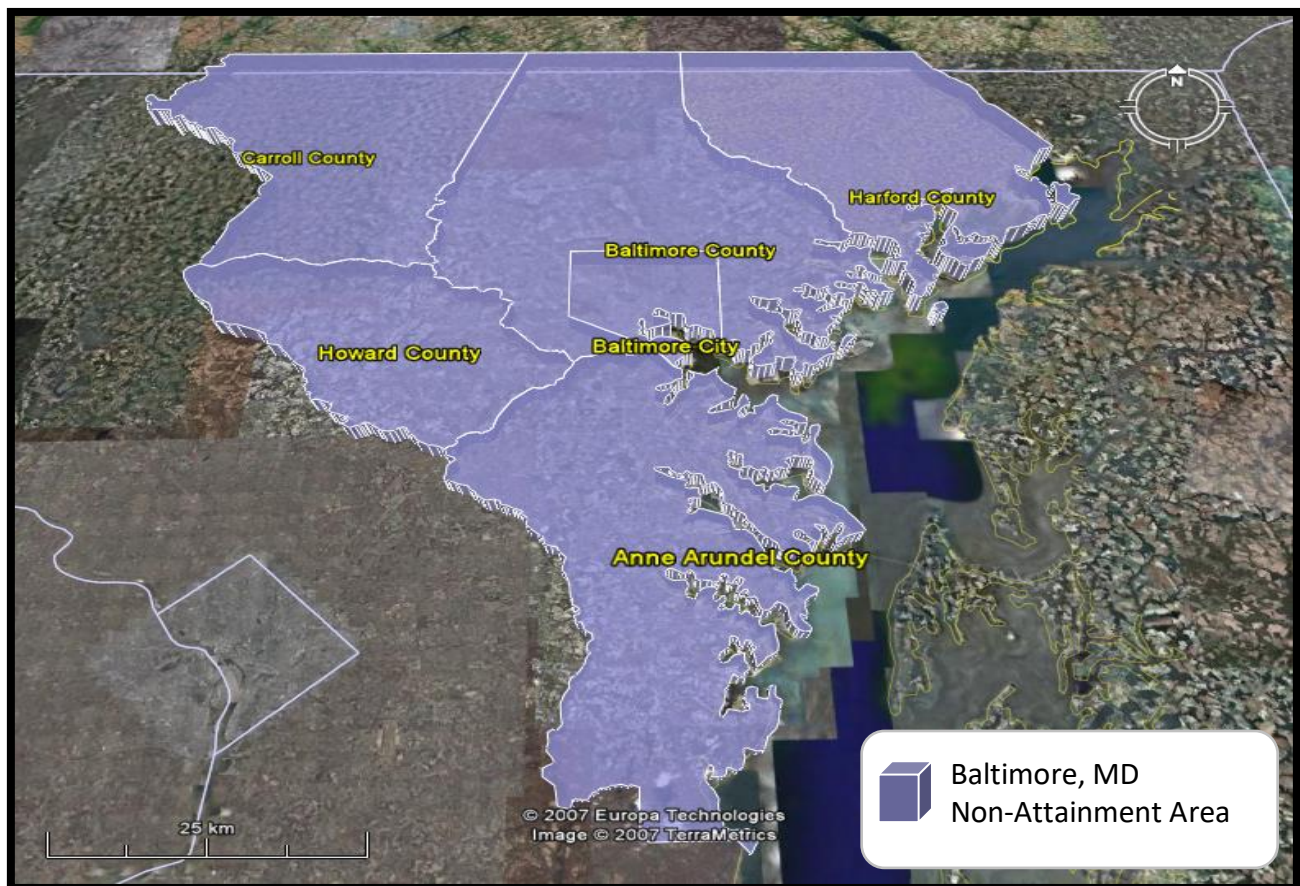 N
Carroll County
Harford County
Baltimore County
Baltimore City
Howard County
Anne Arundel County
Baltimore, MD
Non-Attainment Area
© 2007 Europa Technologies
Image © 2007 TerraMetrics
25 km